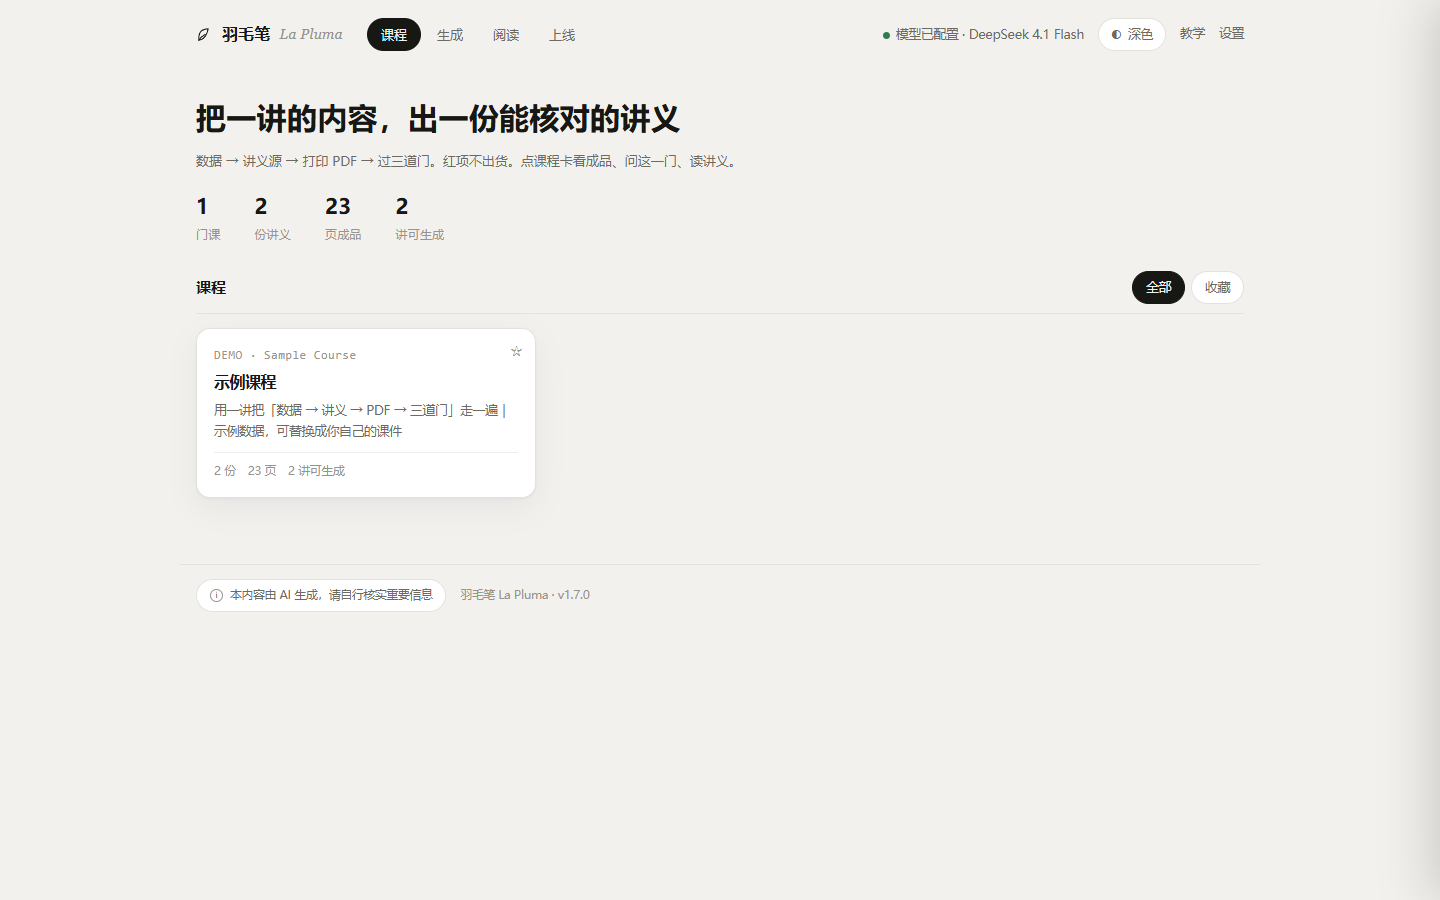 羽毛笔 La Pluma 课程 生成 阅读 上线 模型已配置 · DeepSeek 4.1 Flash 深色 教学 设置
把一讲的内容，出一份能核对的讲义
数据 → 讲义源 → 打印 PDF → 过三道门。红项不出货。点课程卡看成品、问这一门、读讲义。
1 2 23 2
门课 份讲义 页成品 讲可生成
课程 全部 收藏
DEMO · Sample Course
示例课程
用一讲把「数据 → 讲义 → PDF → 三道门」走一遍 |
示例数据，可替换成你自己的课件
2 份 23 页 2 讲可生成
本内容由 AI 生成，请自行核实重要信息 羽毛笔 La Pluma · v1.7.0